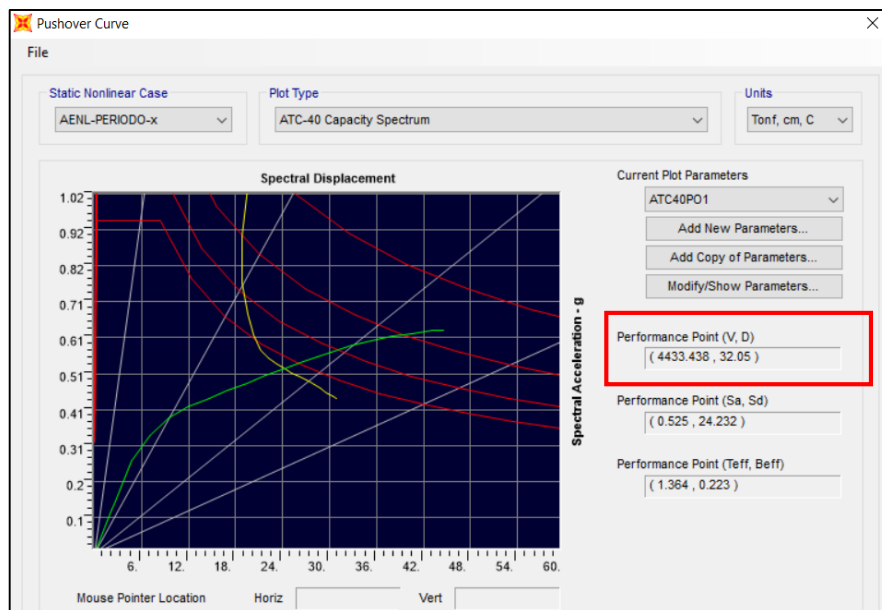 Pushover Curve
File
Static Nonlinear Case
AENL-PERIODO-x
Plot Type
ATC-40 Capacity Spectrum
Units
Tonf, cm, C
Spectral Displacement
1.02
0.92
0.82
0.71
0.61
0.51
0.41
0.31
0.2
0.1
6. 12. 18. 24. 30. 36. 42. 48. 54. 60.
Spectral Acceleration - g
Mouse Pointer Location Horiz Vert
Current Plot Parameters
ATC40PO1
Add New Parameters...
Add Copy of Parameters...
Modify/Show Parameters...
Performance Point (V, D)
( 4433.438 , 32.05 )
Performance Point (Sa, Sd)
( 0.525 , 24.232 )
Performance Point (Teff, Beff)
( 1.364 , 0.223 )